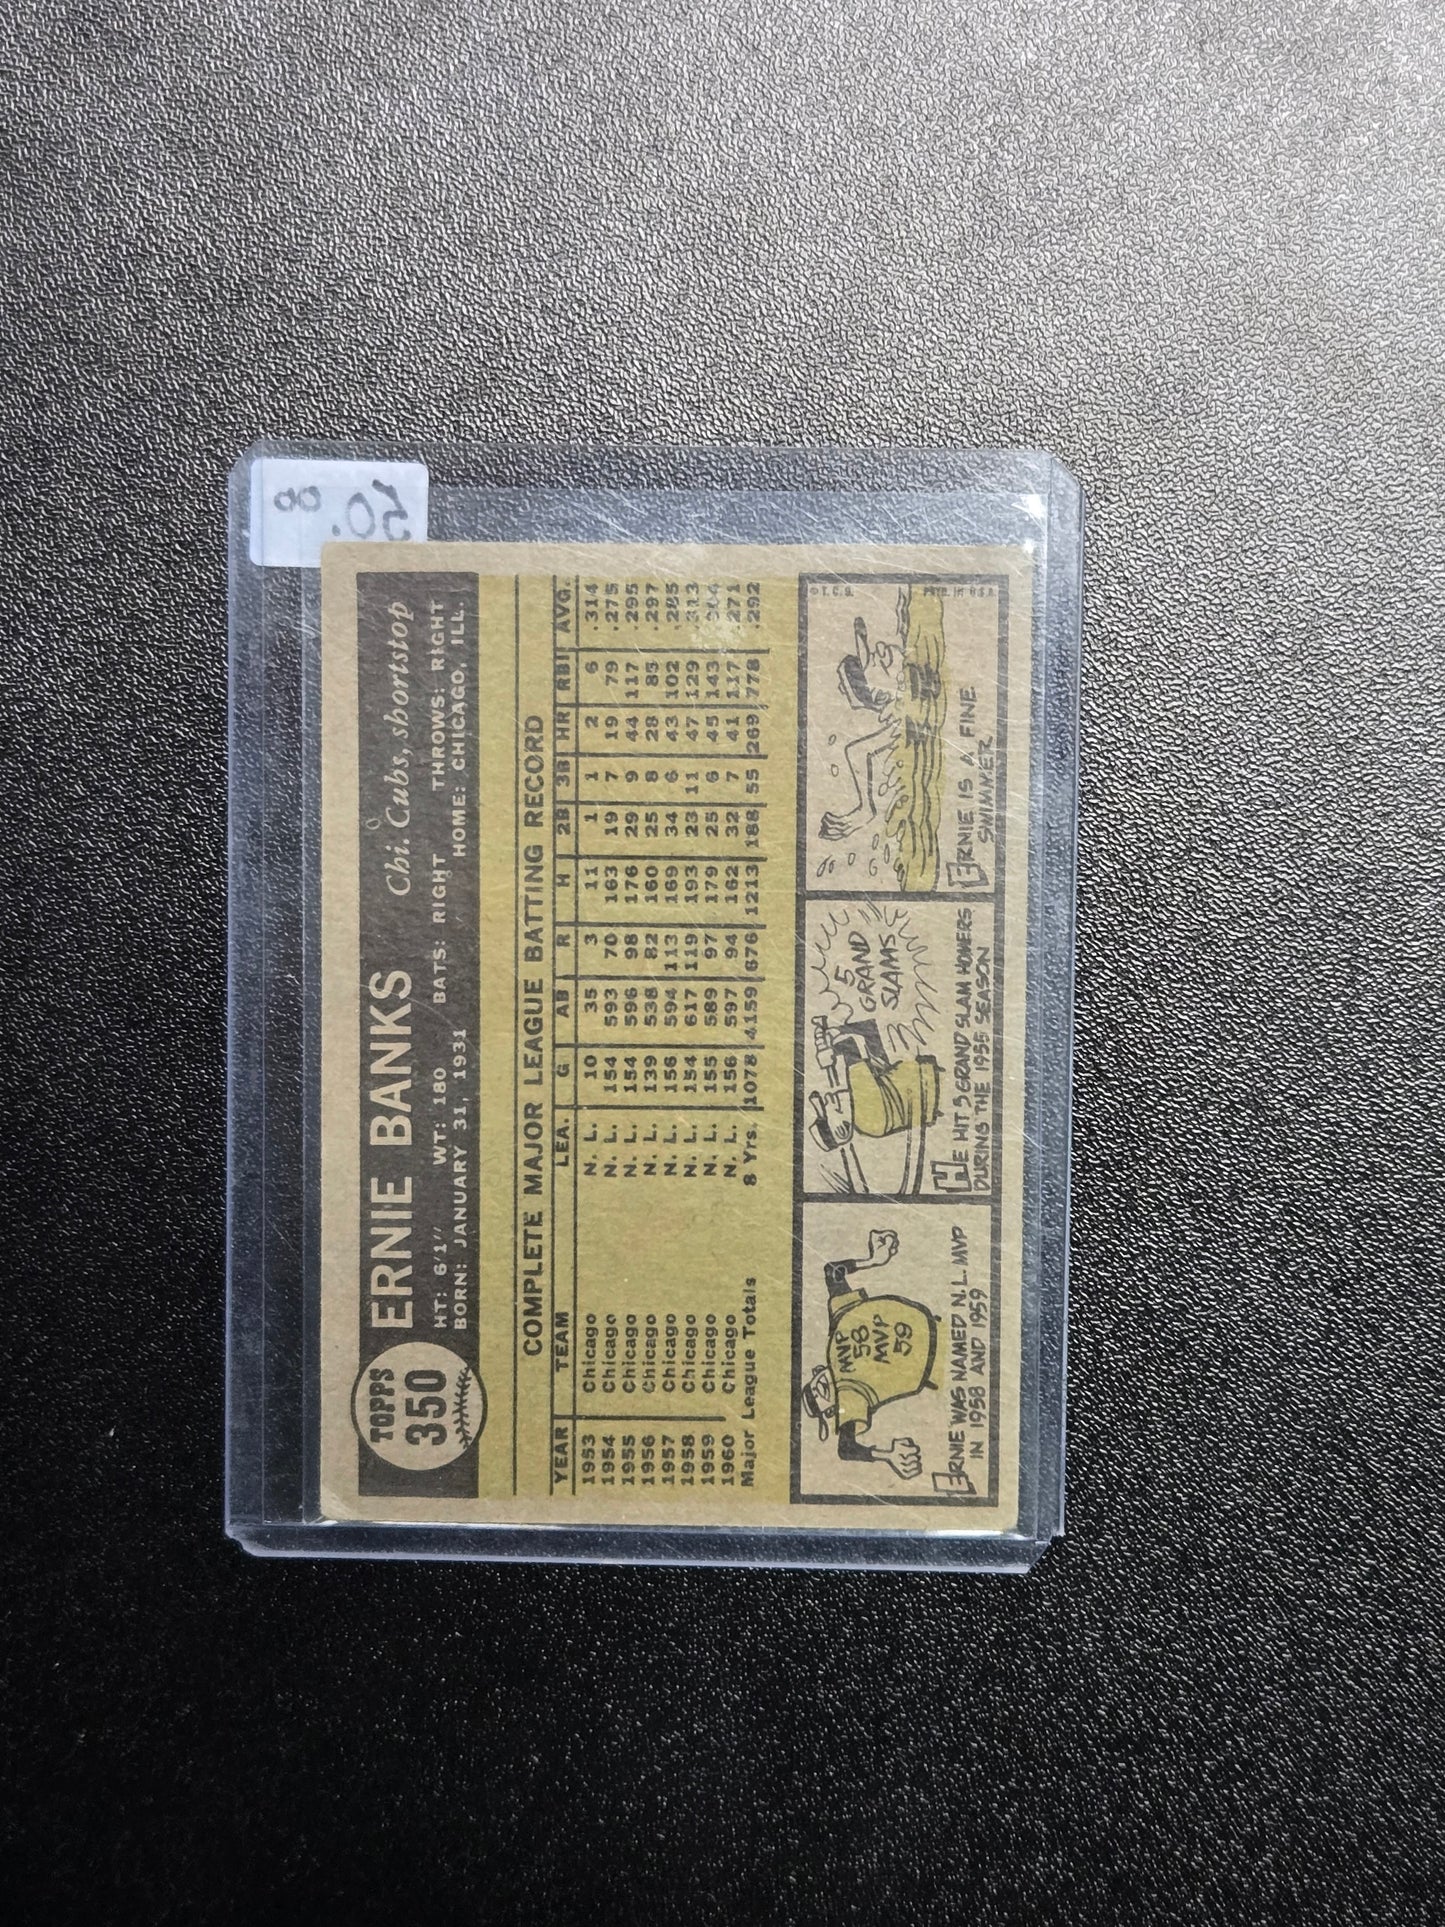 50.00
TOPPS
350
ERNIE BANKS Chi. Cubs, shortstop
HT: 6'1" WT: 180 BATS: RIGHT THROWS: RIGHT
BORN: JANUARY 31, 1931 HOME: CHICAGO, ILL.
COMPLETE MAJOR LEAGUE BATTING RECORD
YEAR TEAM LEA. G AB R H 2B 3B HR RBI AVG.
1953 Chicago N. L. 10 35 3 11 1 1 2 6 .314
1954 Chicago N. L. 154 593 70 163 19 7 19 79 .275
1955 Chicago N. L. 154 596 98 176 29 9 44 117 .295
1956 Chicago N. L. 139 538 82 160 25 8 28 85 .297
1957 Chicago N. L. 156 594 113 169 34 6 43 102 .285
1958 Chicago N. L. 154 617 119 193 23 11 47 129 .313
1959 Chicago N. L. 155 589 97 179 25 6 45 143 .304
1960 Chicago N. L. 156 597 94 162 32 7 41 117 .271
Major League Totals 8 Yrs. 1078 4159 676 1213 188 55 269 778 .292
MVP
58
MVP
59
ERNIE WAS NAMED N.L. MVP
IN 1958 AND 1959
5
GRAND
SLAMS
HE HIT 5 GRAND SLAM HOMERS
DURING THE 1955 SEASON
© T.C.G. PRTD. IN U.S.A.
ERNIE IS A FINE
SWIMMER